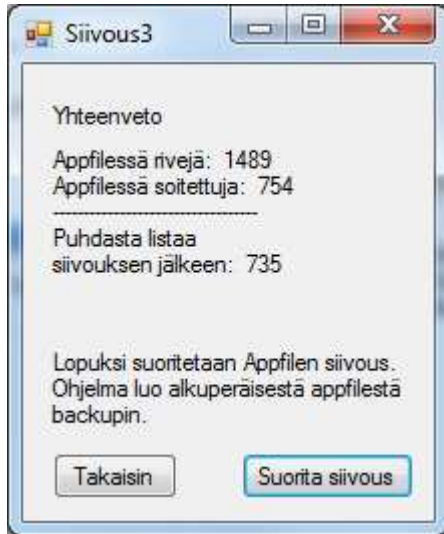 Siivous3
Yhteenveto
Appfilessä rivejä: 1489
Appfilessä soitettuja: 754
----------------------------------
Puhdasta listaa
siivouksen jälkeen: 735
Lopuksi suoritetaan Appfilen siivous.
Ohjelma luo alkuperäisestä appfilestä
backupin.
Takaisin
Suorita siivous